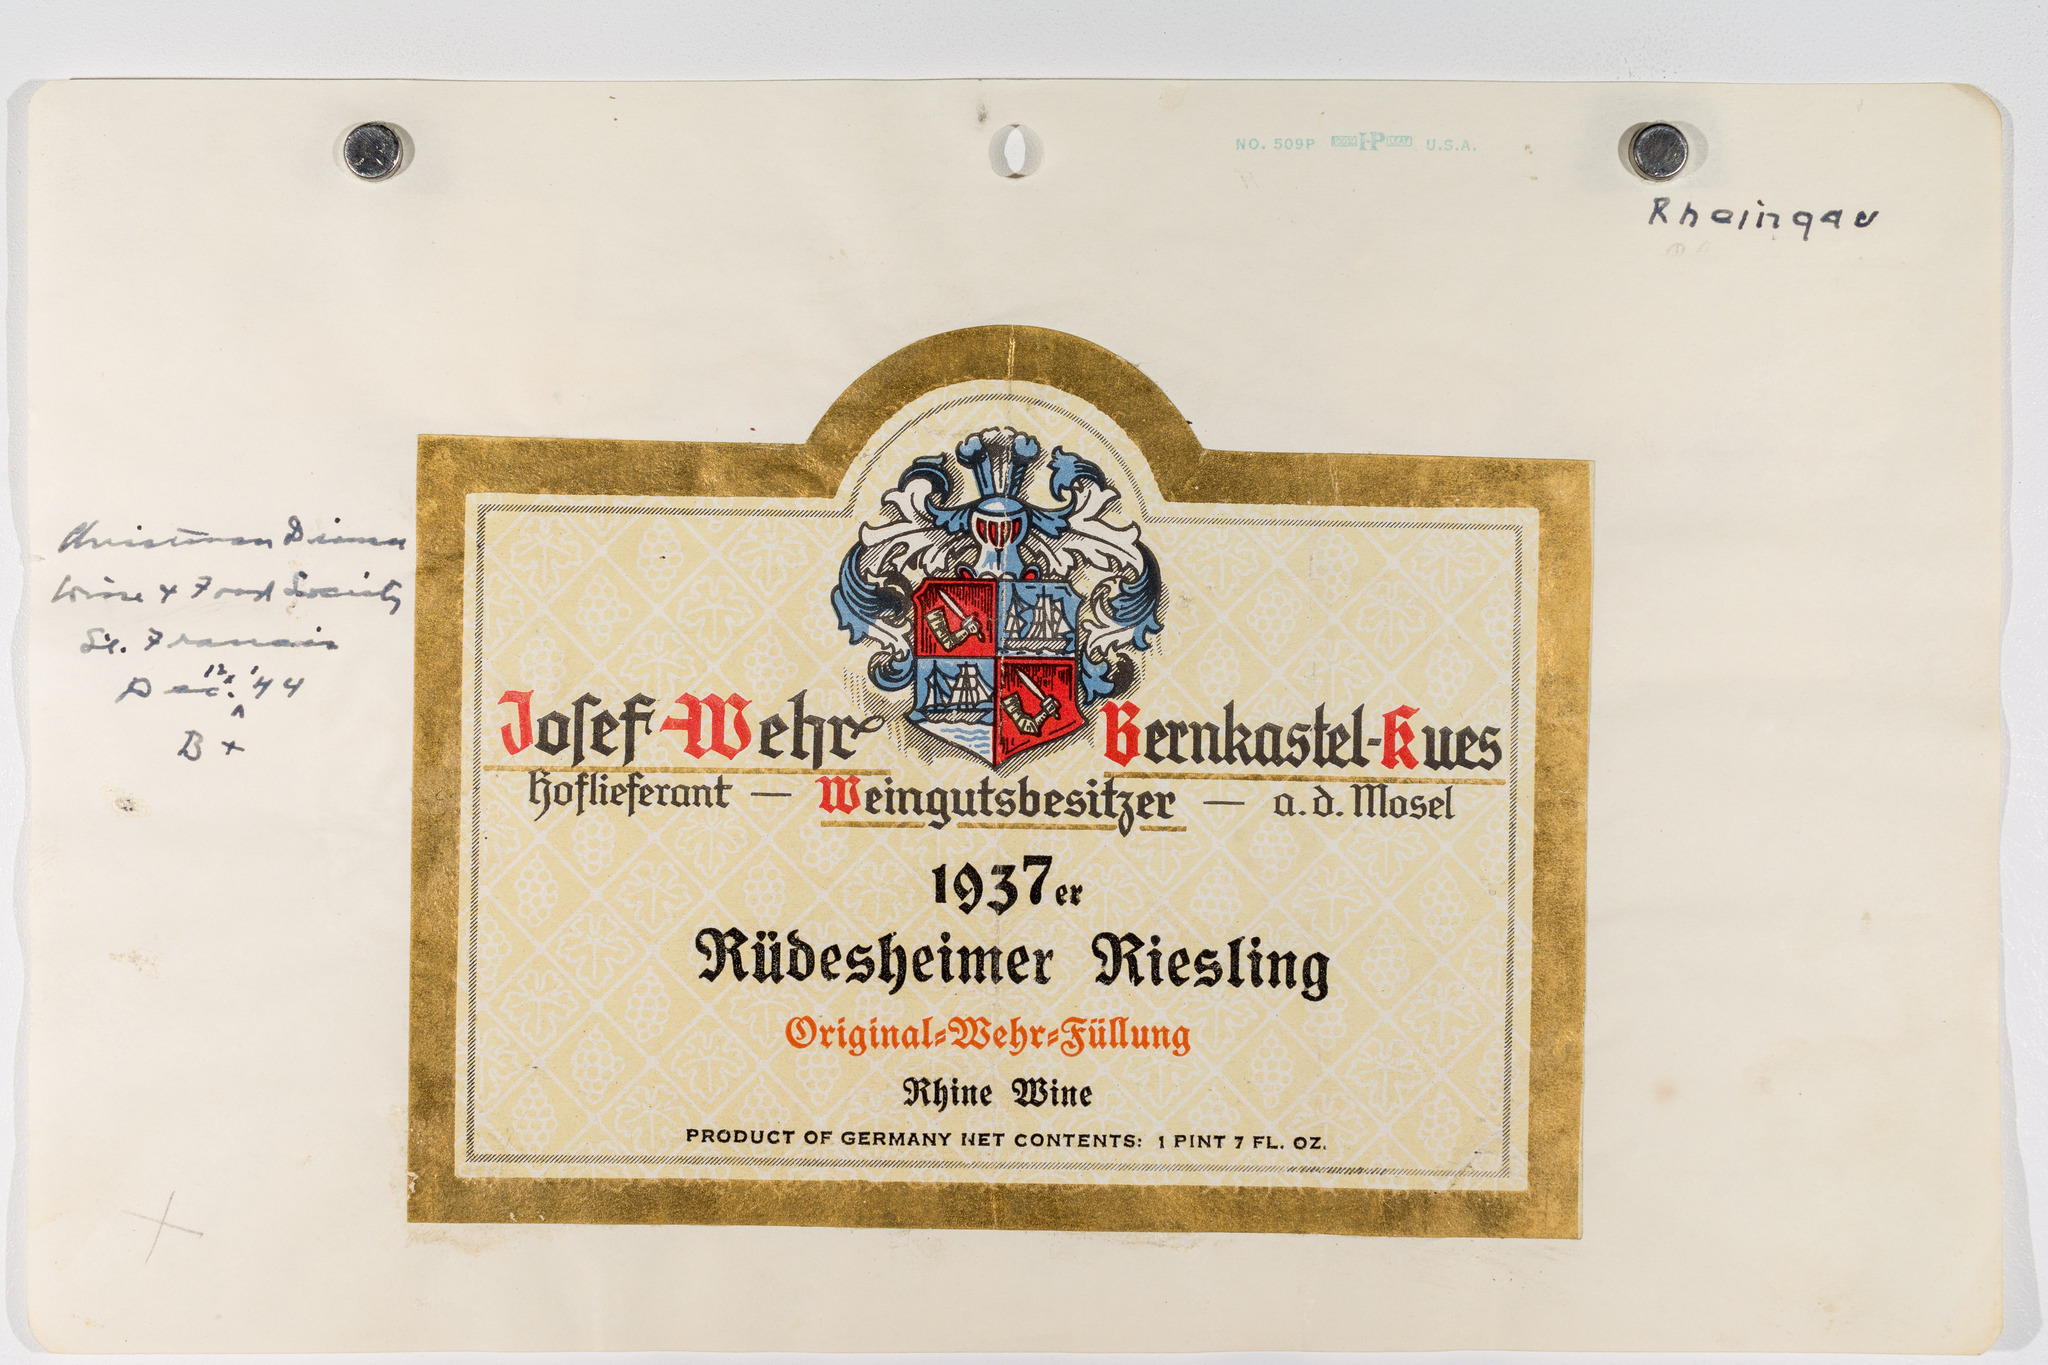 NO. 509P HP U.S.A.
Rheingau
Christmas Dinner
Wine & Food Society
St. Francis
Dec. 12, '44
B +
Josef Wehr Bernkastel-Kues
Hoflieferant — Weingutsbesitzer — a.d. Mosel
1937er
Rüdesheimer Riesling
Original-Wehr-Füllung
Rhine Wine
PRODUCT OF GERMANY NET CONTENTS: 1 PINT 7 FL. OZ.